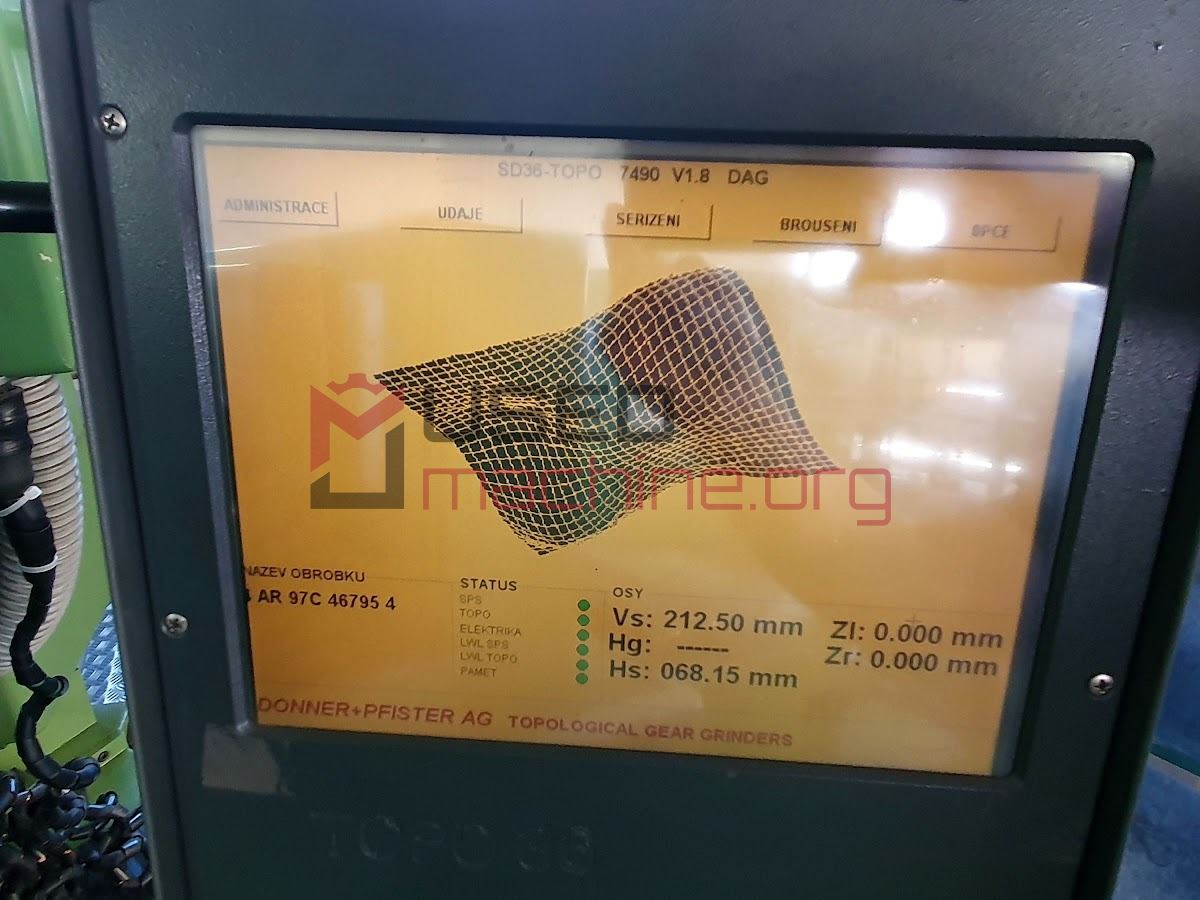 SD36-TOPO 7490 V1.8 DAG
ADMINISTRACE UDAJE SERIZENI BROUSENI OPCE
used
machine.org
NAZEV OBROBKU
AR 97C 46795 4
STATUS
SPS
TOPO
ELEKTRIKA
LWL SPS
LWL TOPO
PAMET
OSY
Vs: 212.50 mm Zl: 0.000 mm
Hg: ------ Zr: 0.000 mm
Hs: 068.15 mm
DONNER+PFISTER AG TOPOLOGICAL GEAR GRINDERS